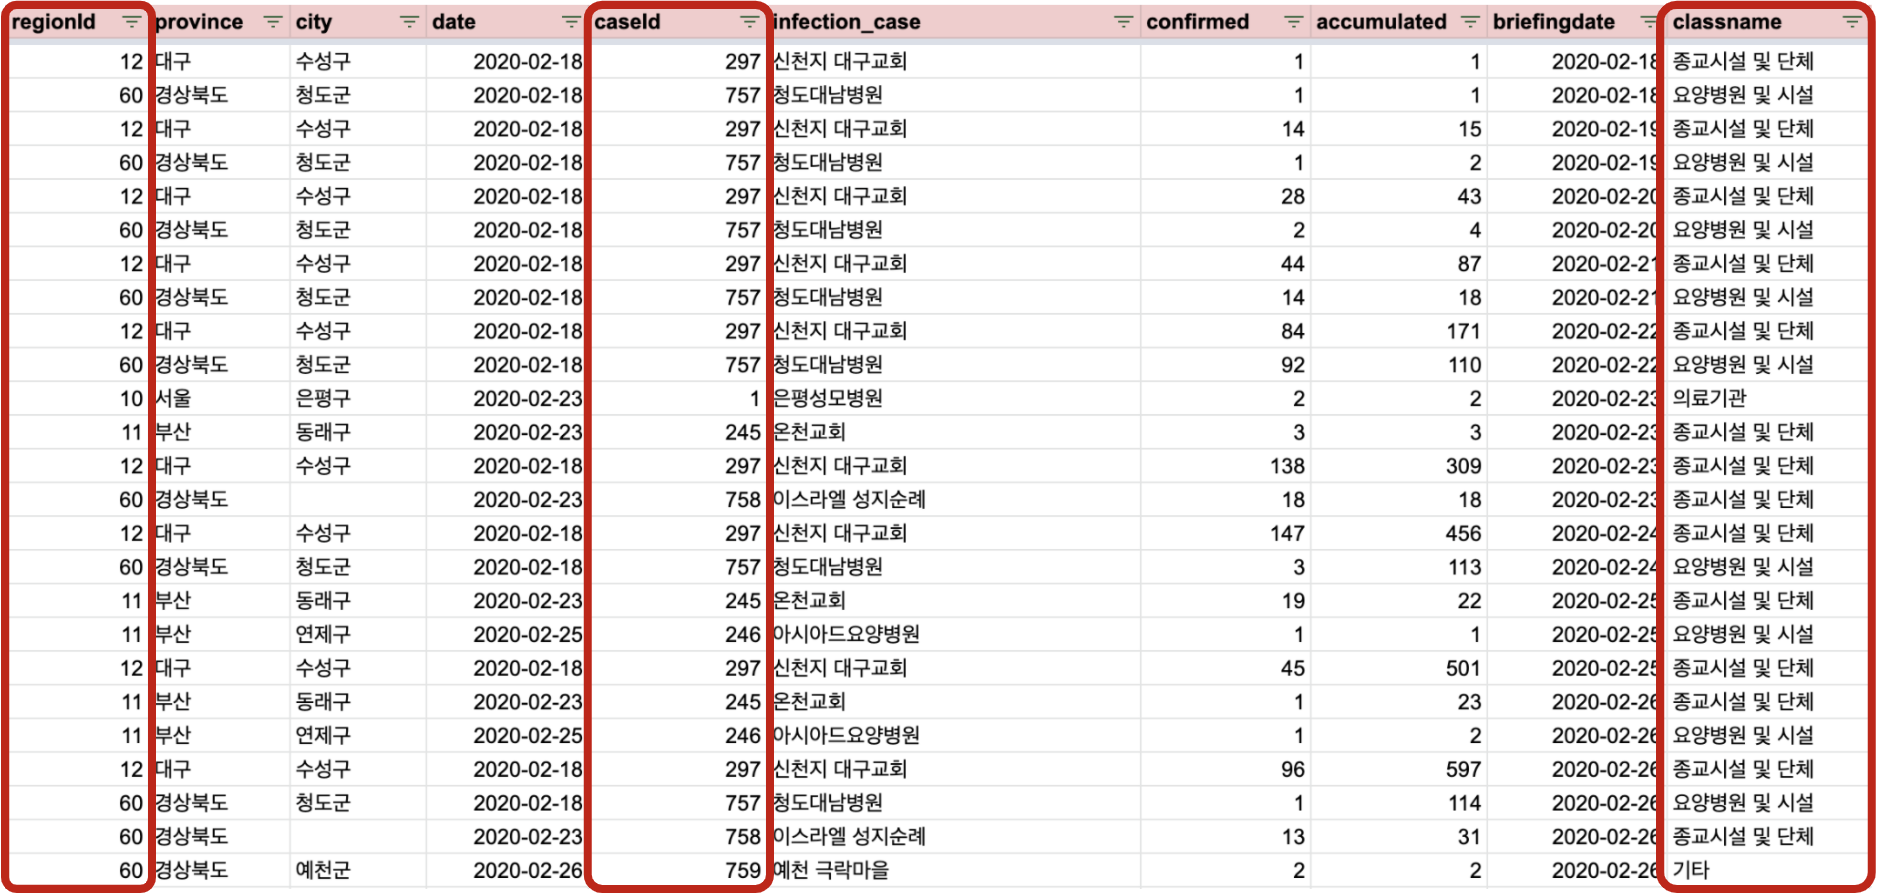 regionId province city date caseId infection_case confirmed accumulated briefingdate classname
12 대구 수성구 2020-02-18 297 신천지 대구교회 1 1 2020-02-18 종교시설 및 단체
60 경상북도 청도군 2020-02-18 757 청도대남병원 1 1 2020-02-18 요양병원 및 시설
12 대구 수성구 2020-02-18 297 신천지 대구교회 14 15 2020-02-19 종교시설 및 단체
60 경상북도 청도군 2020-02-18 757 청도대남병원 1 2 2020-02-19 요양병원 및 시설
12 대구 수성구 2020-02-18 297 신천지 대구교회 28 43 2020-02-20 종교시설 및 단체
60 경상북도 청도군 2020-02-18 757 청도대남병원 2 4 2020-02-20 요양병원 및 시설
12 대구 수성구 2020-02-18 297 신천지 대구교회 44 87 2020-02-21 종교시설 및 단체
60 경상북도 청도군 2020-02-18 757 청도대남병원 14 18 2020-02-21 요양병원 및 시설
12 대구 수성구 2020-02-18 297 신천지 대구교회 84 171 2020-02-22 종교시설 및 단체
60 경상북도 청도군 2020-02-18 757 청도대남병원 92 110 2020-02-22 요양병원 및 시설
10 서울 은평구 2020-02-23 1 은평성모병원 2 2 2020-02-23 의료기관
11 부산 동래구 2020-02-23 245 온천교회 3 3 2020-02-23 종교시설 및 단체
12 대구 수성구 2020-02-18 297 신천지 대구교회 138 309 2020-02-23 종교시설 및 단체
60 경상북도 2020-02-23 758 이스라엘 성지순례 18 18 2020-02-23 종교시설 및 단체
12 대구 수성구 2020-02-18 297 신천지 대구교회 147 456 2020-02-24 종교시설 및 단체
60 경상북도 청도군 2020-02-18 757 청도대남병원 3 113 2020-02-24 요양병원 및 시설
11 부산 동래구 2020-02-23 245 온천교회 19 22 2020-02-25 종교시설 및 단체
11 부산 연제구 2020-02-25 246 아시아드요양병원 1 1 2020-02-25 요양병원 및 시설
12 대구 수성구 2020-02-18 297 신천지 대구교회 45 501 2020-02-25 종교시설 및 단체
11 부산 동래구 2020-02-23 245 온천교회 1 23 2020-02-26 종교시설 및 단체
11 부산 연제구 2020-02-25 246 아시아드요양병원 1 2 2020-02-26 요양병원 및 시설
12 대구 수성구 2020-02-18 297 신천지 대구교회 96 597 2020-02-26 종교시설 및 단체
60 경상북도 청도군 2020-02-18 757 청도대남병원 1 114 2020-02-26 요양병원 및 시설
60 경상북도 2020-02-23 758 이스라엘 성지순례 13 31 2020-02-26 종교시설 및 단체
60 경상북도 예천군 2020-02-26 759 예천 극락마을 2 2 2020-02-26 기타